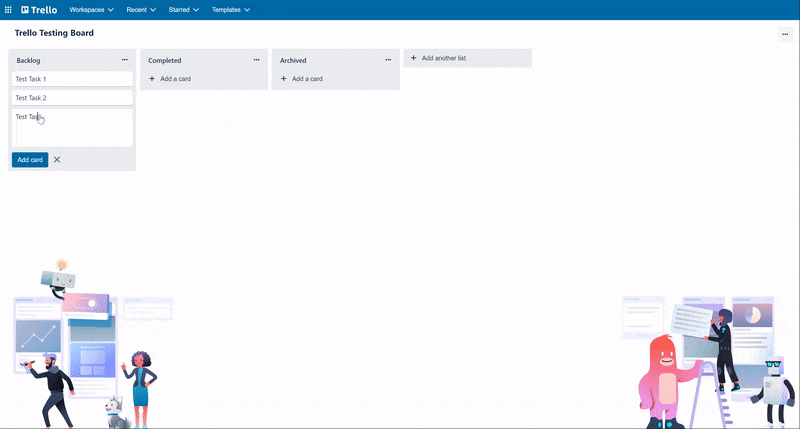 Trello
Workspaces Recent Starred Templates
Trello Testing Board
Backlog
Test Task 1
Test Task 2
Test Task
Add card
Completed
Add a card
Archived
Add a card
Add another list